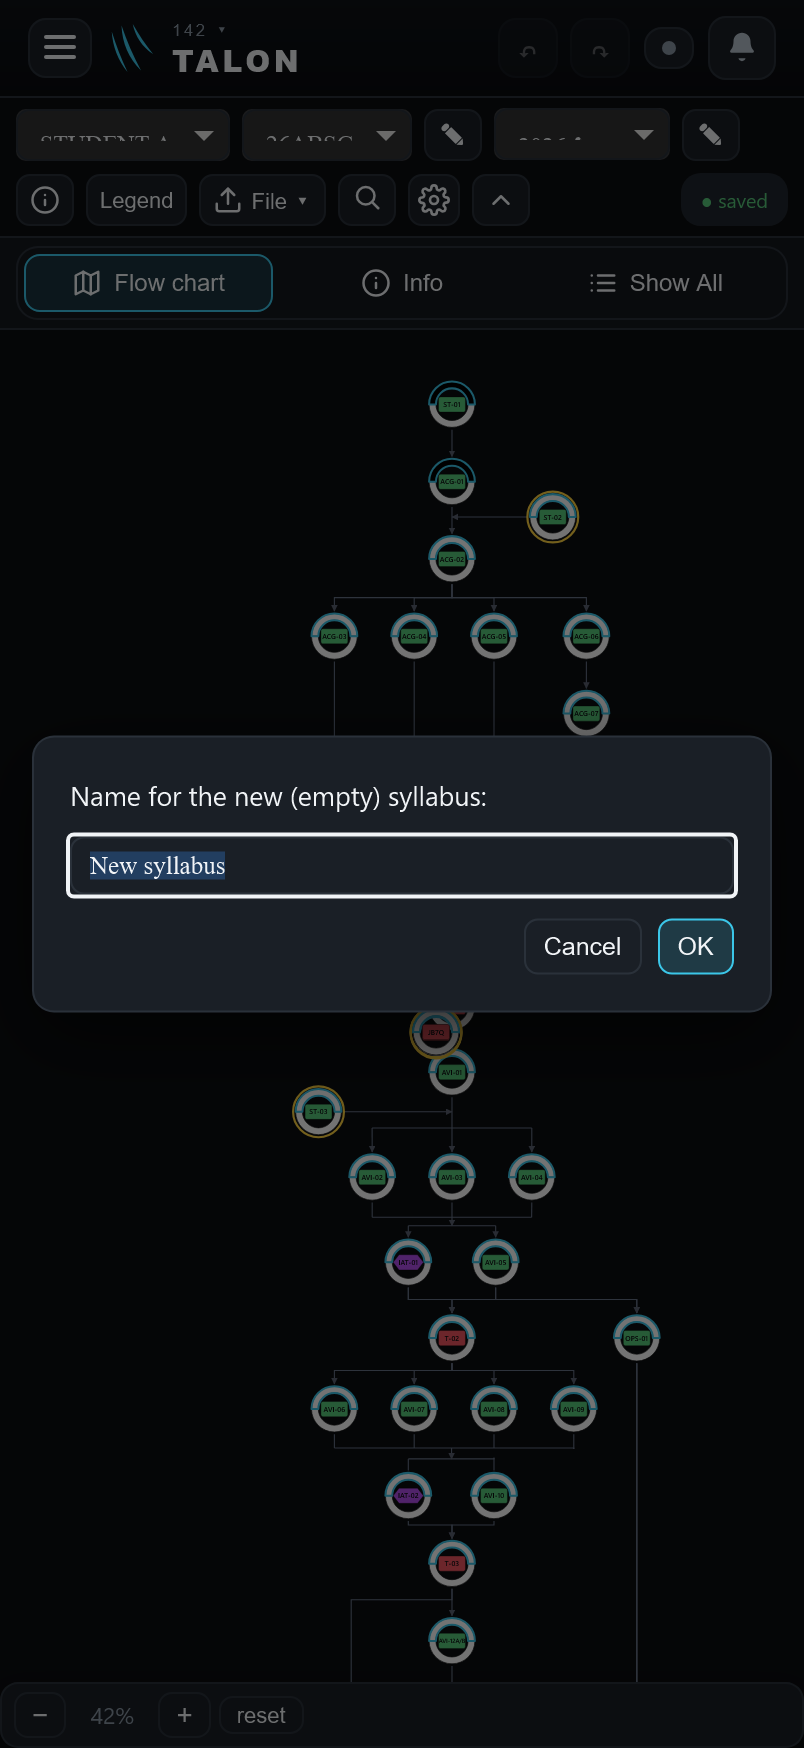 142 ▾
TALON
Legend
File ▾
saved
Flow chart
Info
Show All
ST-01
ACG-01
ST-02
ACG-02
ACG-03
ACG-04
ACG-05
ACG-06
ACG-07
Name for the new (empty) syllabus:
New syllabus
Cancel
OK
AVI-01
ST-03
AVI-02
AVI-03
AVI-04
IAT-01
AVI-05
T-02
OPS-01
AVI-06
AVI-07
AVI-08
AVI-09
IAT-02
AVI-10
T-03
− 42% + reset